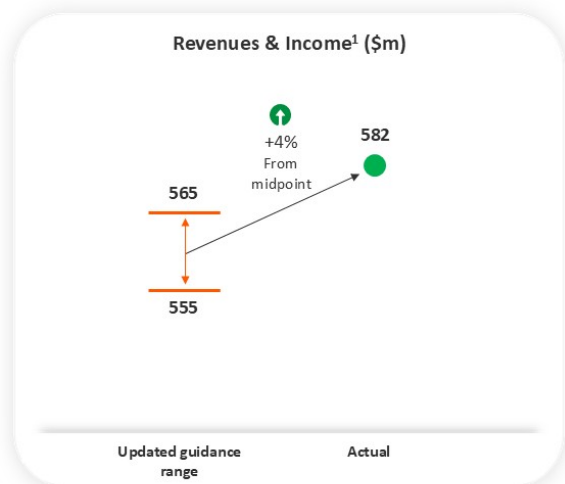 Revenues & Income¹ ($m)
+4%
From
midpoint
582
565
555
Updated guidance
range
Actual